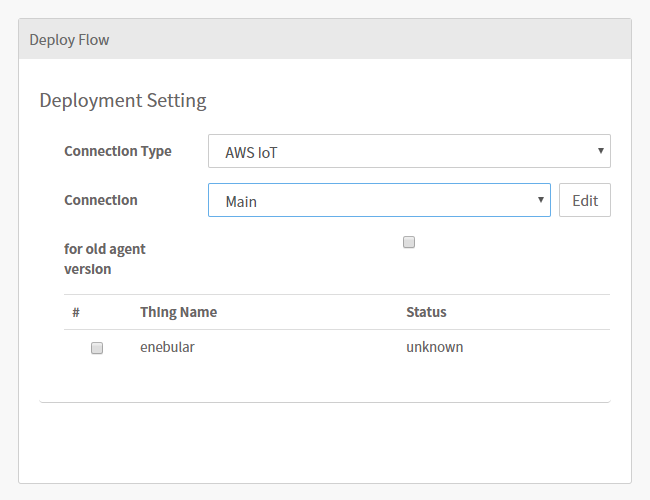 Deploy Flow
Deployment Setting
Connection Type
AWS IoT
Connection
Main
Edit
for old agent
version
# Thing Name Status
enebular unknown